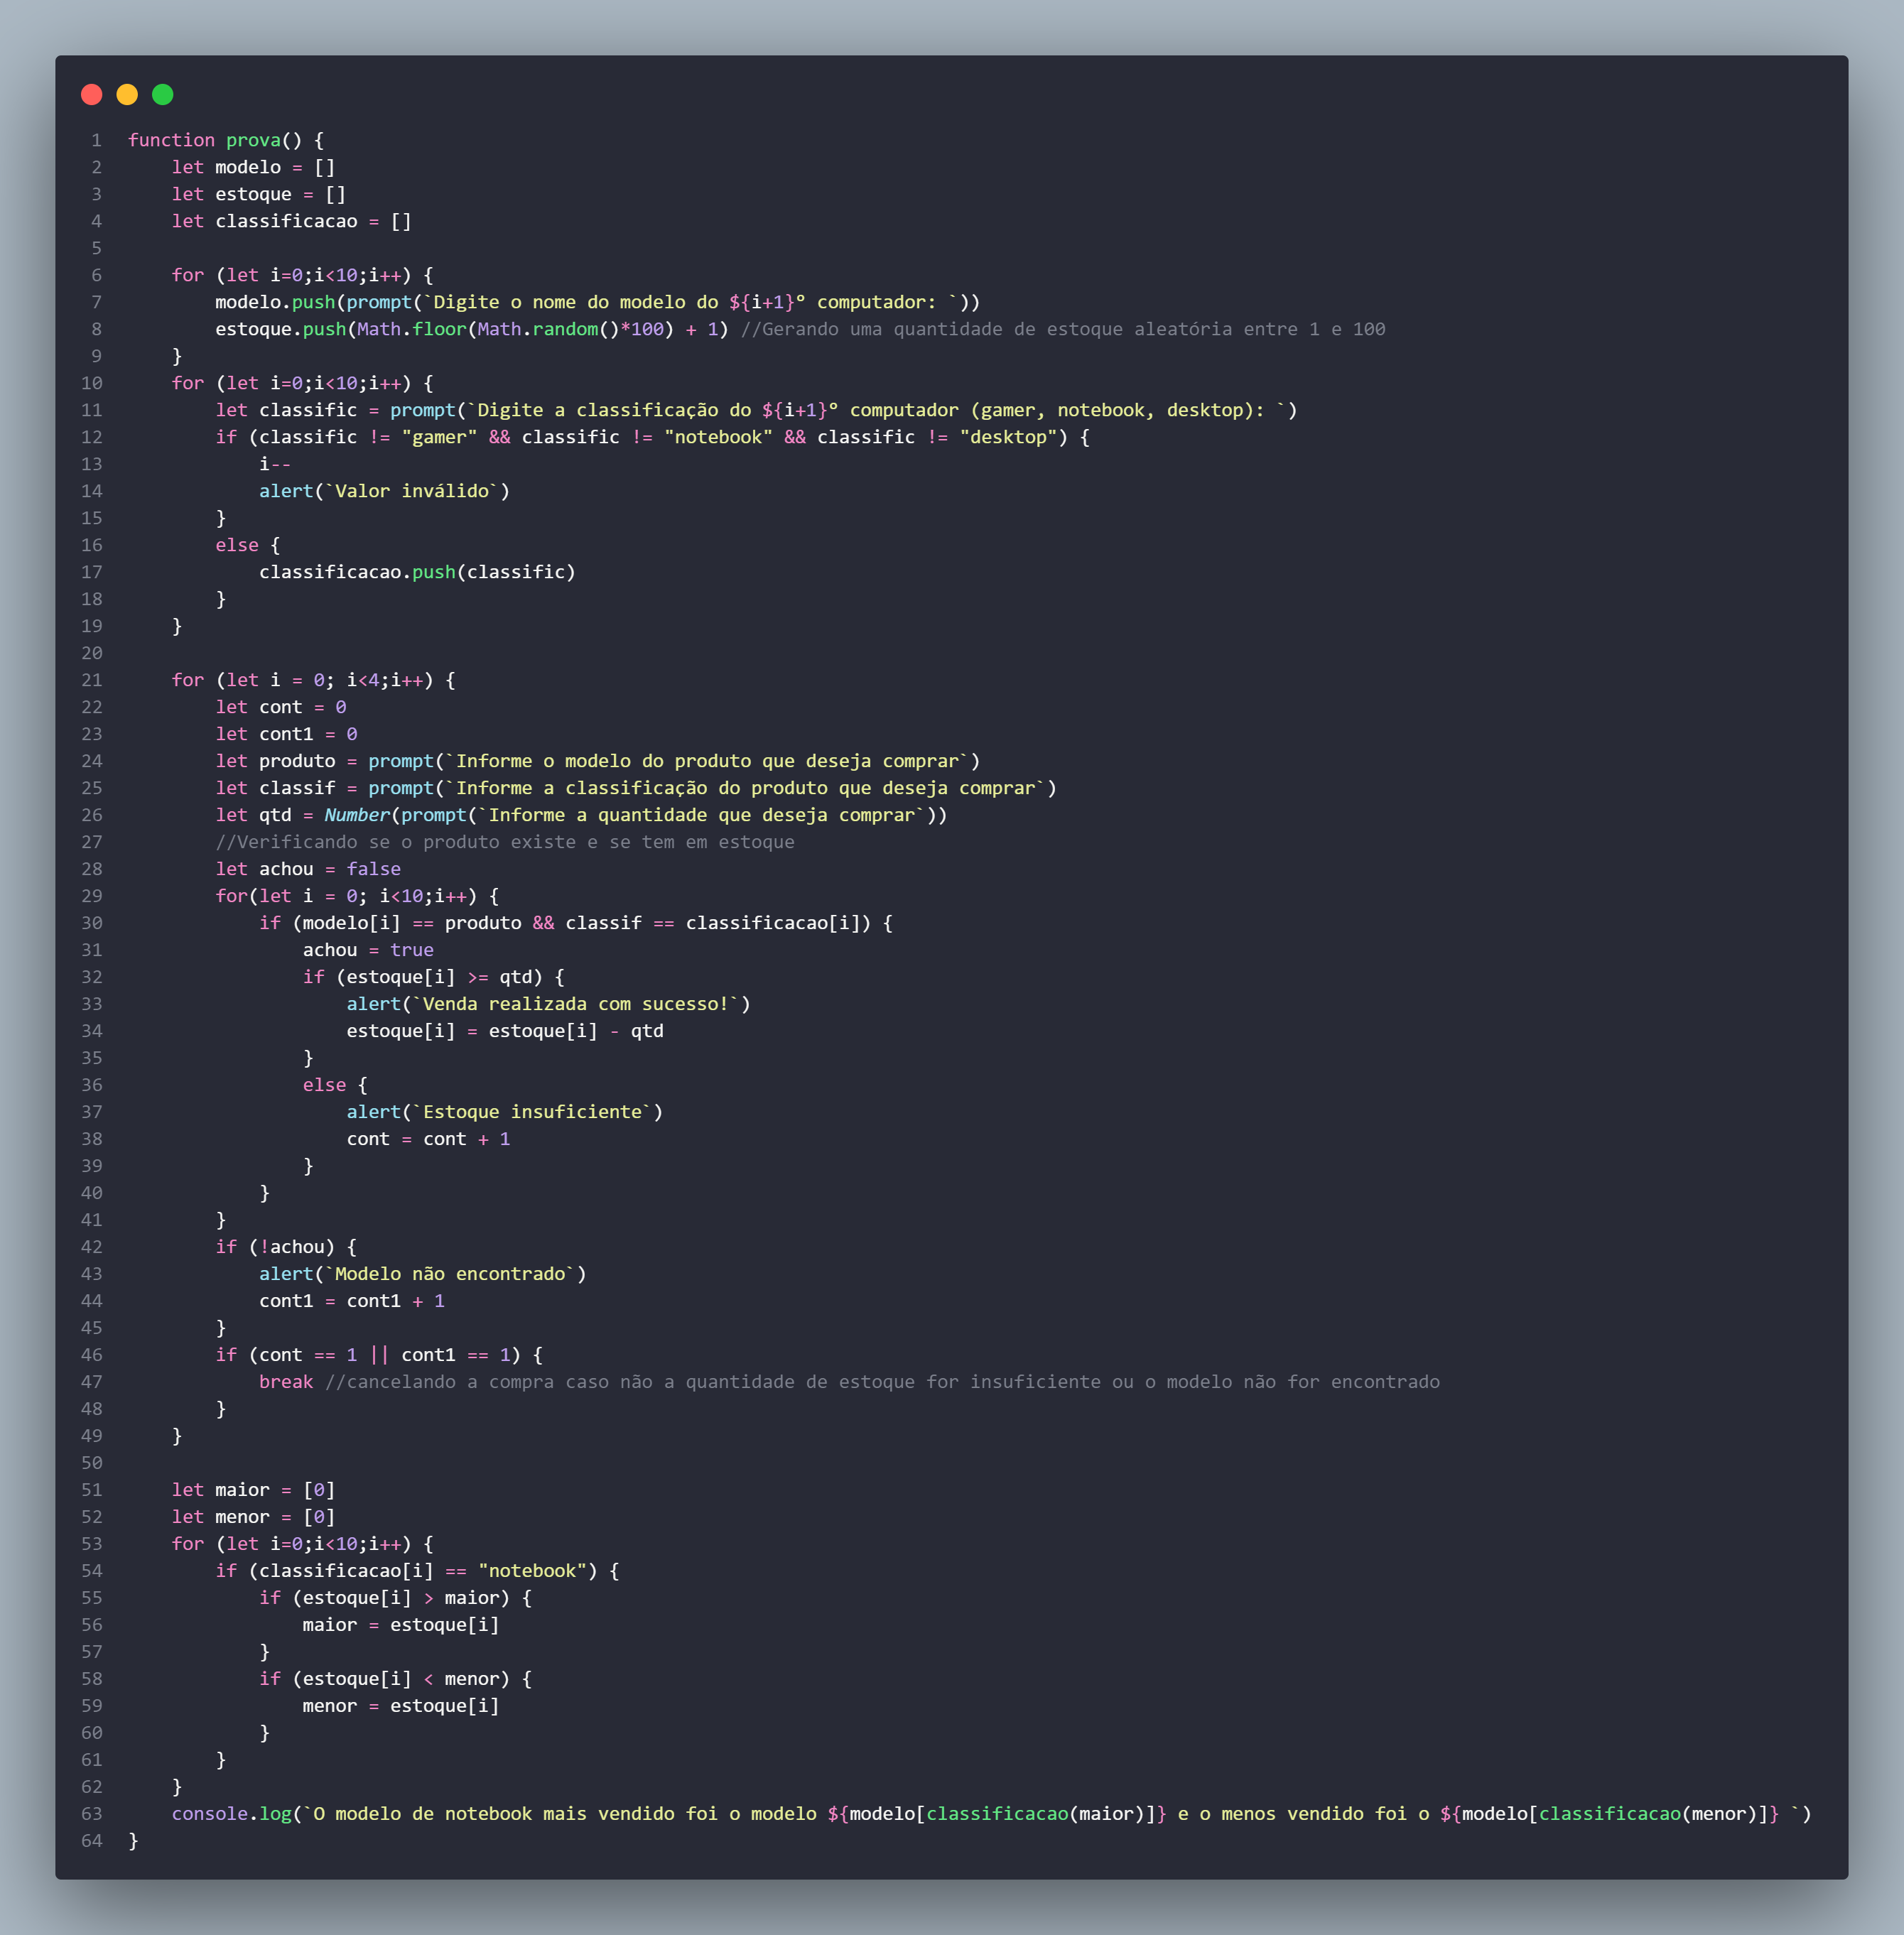 1 function prova() {
2     let modelo = []
3     let estoque = []
4     let classificacao = []
5
6     for (let i=0;i<10;i++) {
7         modelo.push(prompt(`Digite o nome do modelo do ${i+1}º computador: `))
8         estoque.push(Math.floor(Math.random()*100) + 1) //Gerando uma quantidade de estoque aleatória entre 1 e 100
9     }
10     for (let i=0;i<10;i++) {
11         let classific = prompt(`Digite a classificação do ${i+1}º computador (gamer, notebook, desktop): `)
12         if (classific != "gamer" && classific != "notebook" && classific != "desktop") {
13             i--
14             alert(`Valor inválido`)
15         }
16         else {
17             classificacao.push(classific)
18         }
19     }
20
21     for (let i = 0; i<4;i++) {
22         let cont = 0
23         let cont1 = 0
24         let produto = prompt(`Informe o modelo do produto que deseja comprar`)
25         let classif = prompt(`Informe a classificação do produto que deseja comprar`)
26         let qtd = Number(prompt(`Informe a quantidade que deseja comprar`))
27         //Verificando se o produto existe e se tem em estoque
28         let achou = false
29         for(let i = 0; i<10;i++) {
30             if (modelo[i] == produto && classif == classificacao[i]) {
31                 achou = true
32                 if (estoque[i] >= qtd) {
33                     alert(`Venda realizada com sucesso!`)
34                     estoque[i] = estoque[i] - qtd
35                 }
36                 else {
37                     alert(`Estoque insuficiente`)
38                     cont = cont + 1
39                 }
40             }
41         }
42         if (!achou) {
43             alert(`Modelo não encontrado`)
44             cont1 = cont1 + 1
45         }
46         if (cont == 1 || cont1 == 1) {
47             break //cancelando a compra caso não a quantidade de estoque for insuficiente ou o modelo não for encontrado
48         }
49     }
50
51     let maior = [0]
52     let menor = [0]
53     for (let i=0;i<10;i++) {
54         if (classificacao[i] == "notebook") {
55             if (estoque[i] > maior) {
56                 maior = estoque[i]
57             }
58             if (estoque[i] < menor) {
59                 menor = estoque[i]
60             }
61         }
62     }
63     console.log(`O modelo de notebook mais vendido foi o modelo ${modelo[classificacao(maior)]} e o menos vendido foi o ${modelo[classificacao(menor)]} `)
64 }